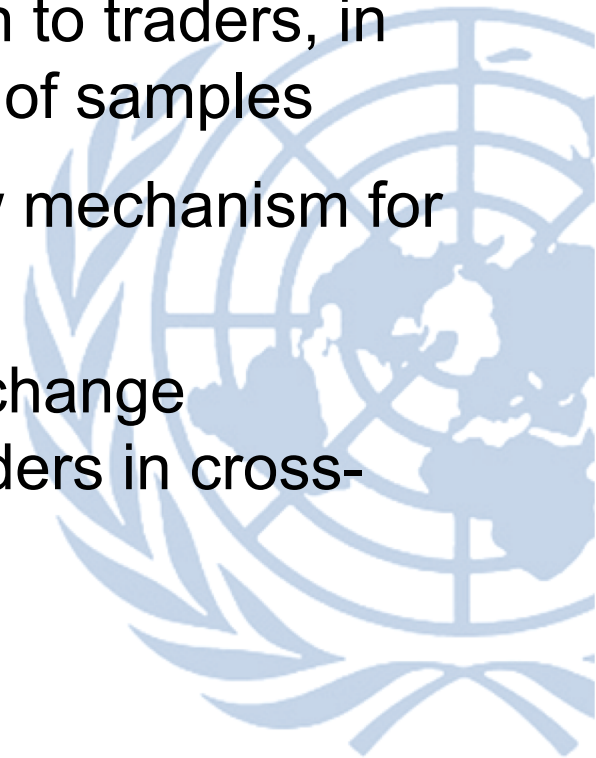 to traders, in
of samples
mechanism for
change
ders in cross-